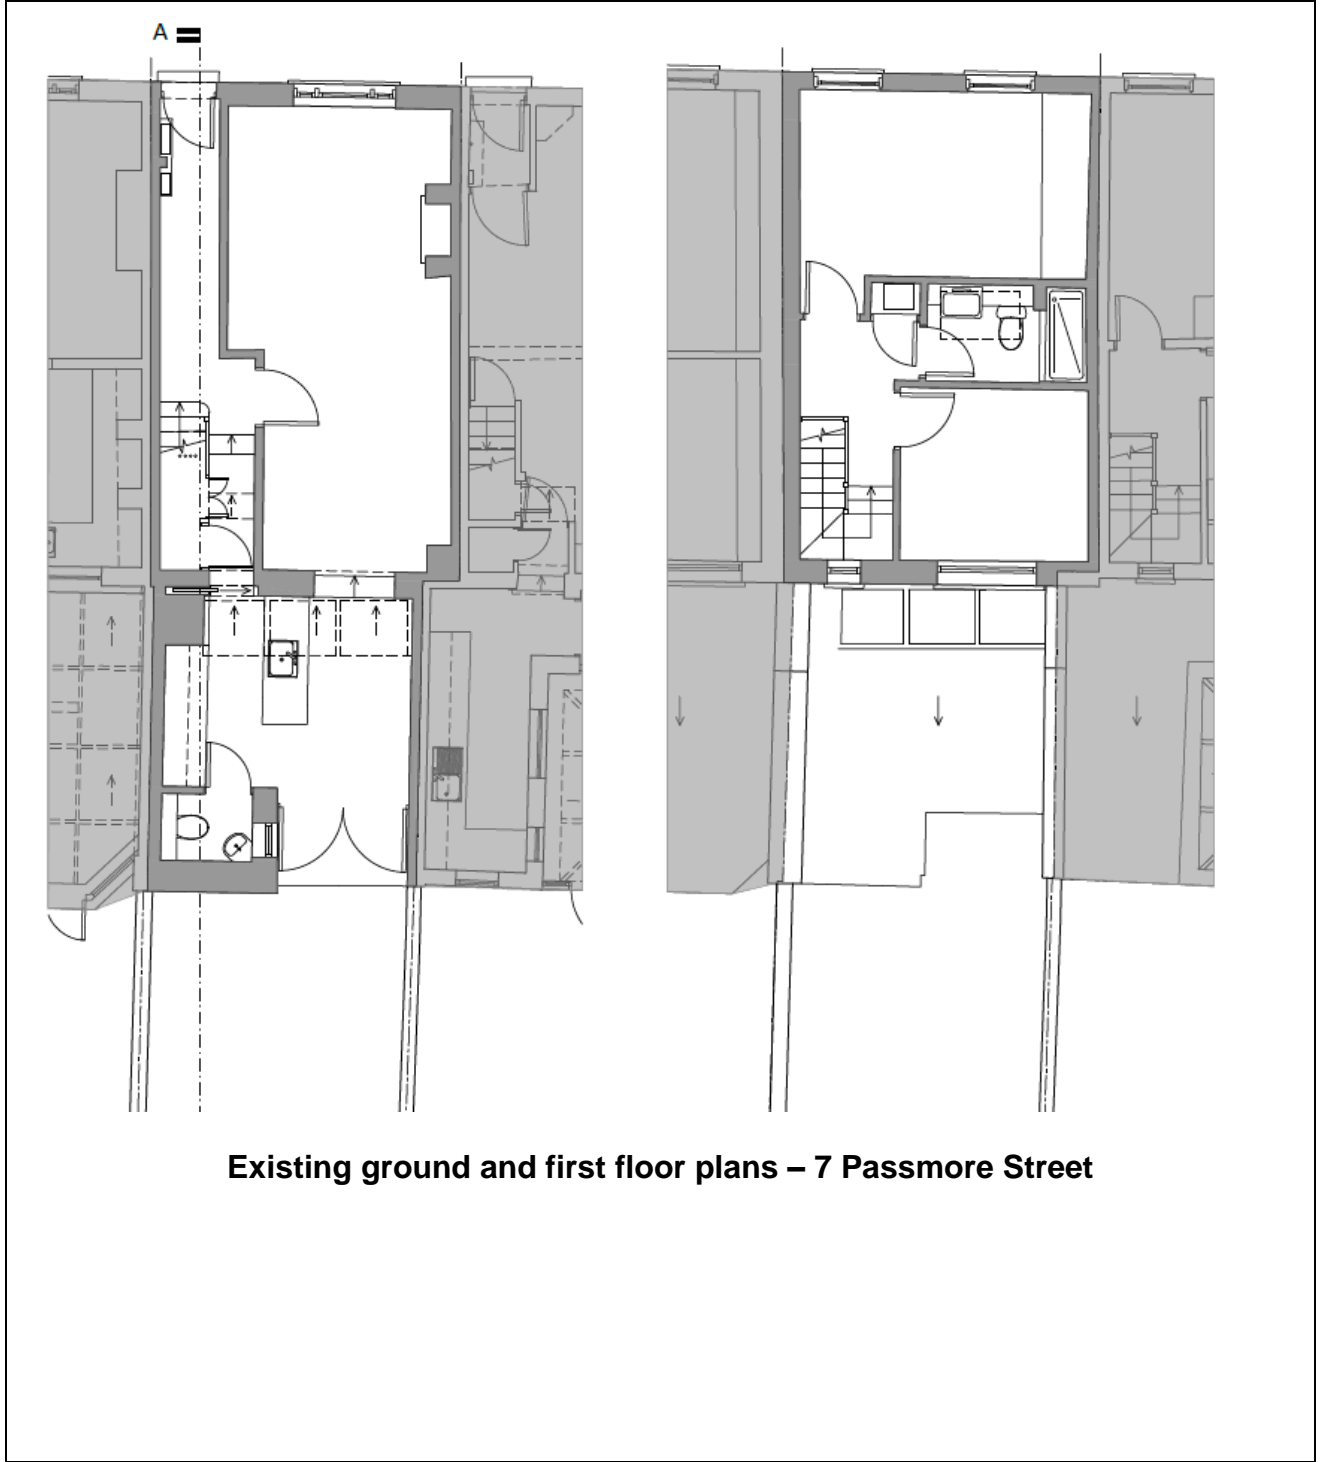 A
Existing ground and first floor plans – 7 Passmore Street